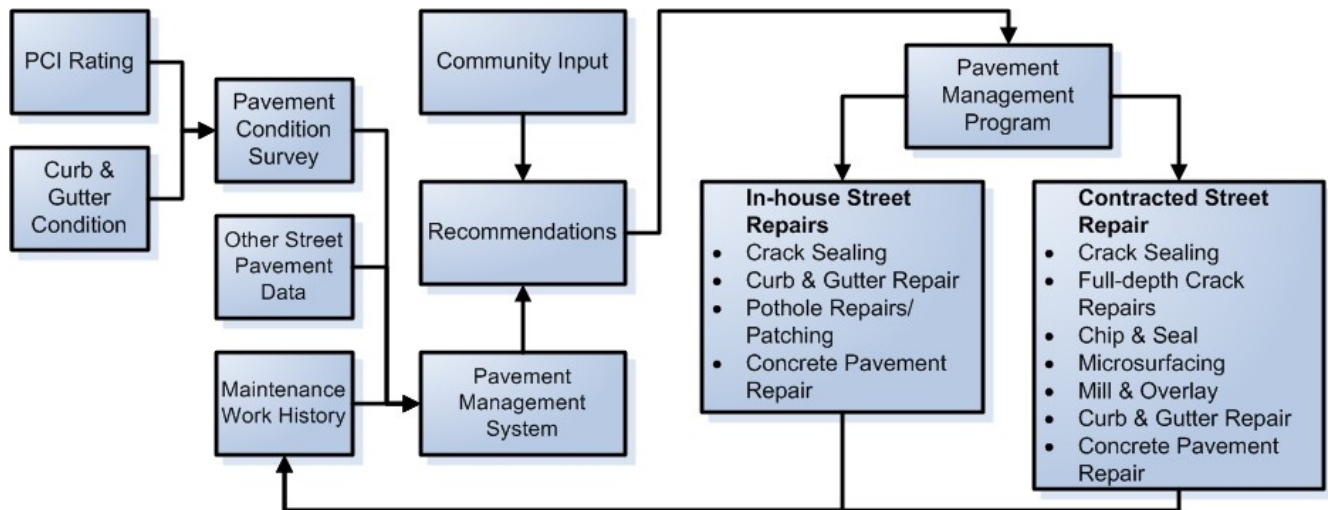 PCI Rating
Curb &
Gutter
Condition
Pavement
Condition
Survey
Other Street
Pavement
Data
Maintenance
Work History
Community Input
Recommendations
Pavement
Management
System
Pavement
Management
Program
In-house Street
Repairs
• Crack Sealing
• Curb & Gutter Repair
• Pothole Repairs/
Patching
• Concrete Pavement
Repair
Contracted Street
Repair
• Crack Sealing
• Full-depth Crack
Repairs
• Chip & Seal
• Microsurfacing
• Mill & Overlay
• Curb & Gutter Repair
• Concrete Pavement
Repair